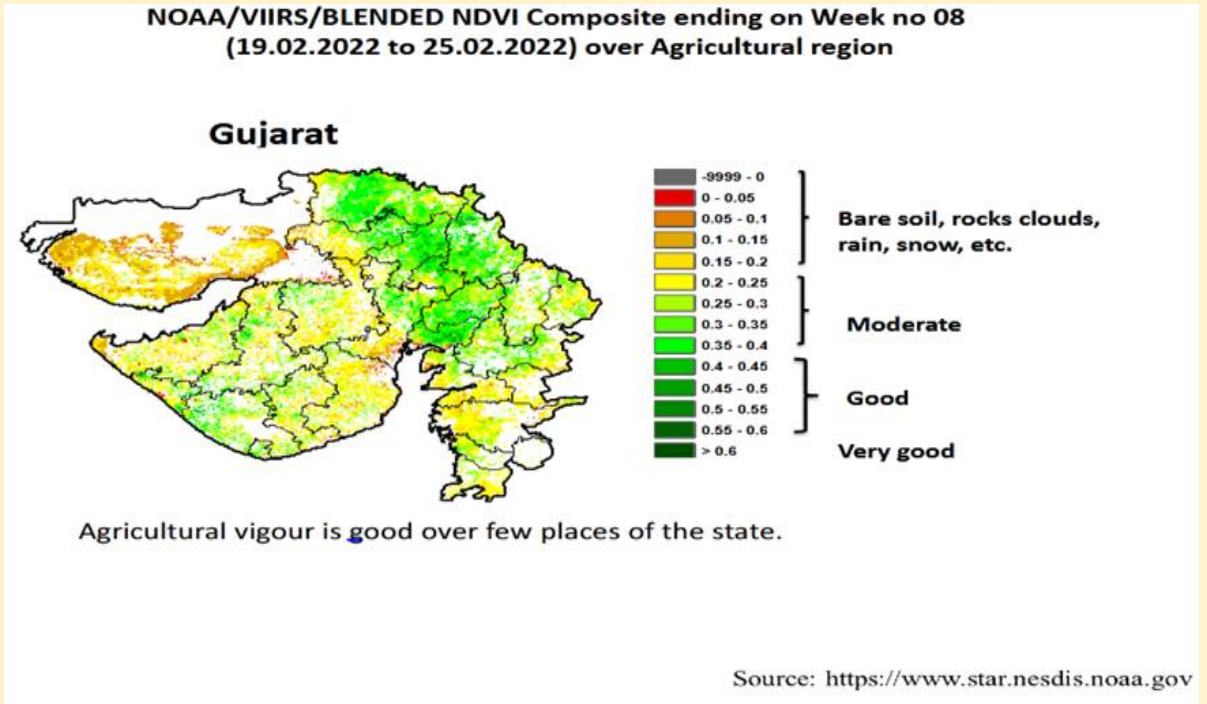 NOAA/VIIRS/BLENDED NDVI Composite ending on Week no 08
(19.02.2022 to 25.02.2022) over Agricultural region
Gujarat
-9999 - 0
0 - 0.05
0.05 - 0.1
0.1 - 0.15
0.15 - 0.2
0.2 - 0.25
0.25 - 0.3
0.3 - 0.35
0.35 - 0.4
0.4 - 0.45
0.45 - 0.5
0.5 - 0.55
0.55 - 0.6
> 0.6
Bare soil, rocks clouds,
rain, snow, etc.
Moderate
Good
Very good
Agricultural vigour is good over few places of the state.
Source: https://www.star.nesdis.noaa.gov